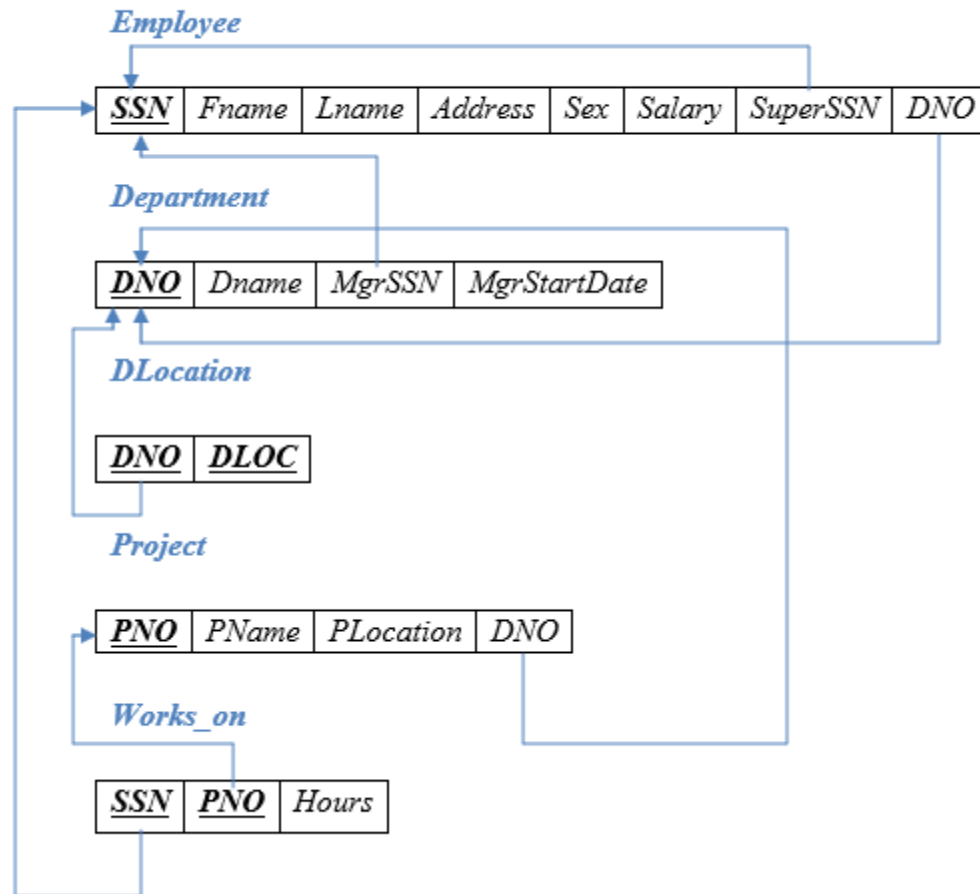 Employee
SSN Fname Lname Address Sex Salary SuperSSN DNO
Department
DNO Dname MgrSSN MgrStartDate
DLocation
DNO DLOC
Project
PNO PName PLocation DNO
Works_on
SSN PNO Hours